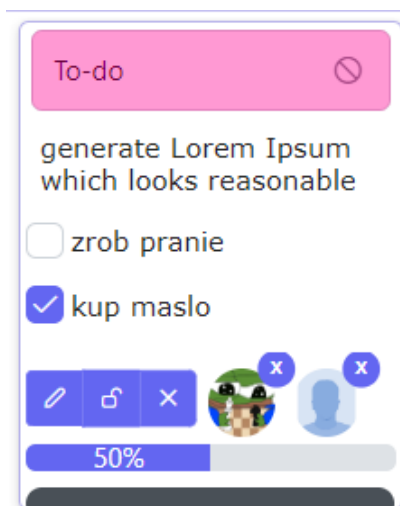 To-do
generate Lorem Ipsum
which looks reasonable
zrob pranie
kup maslo
x
x
50%